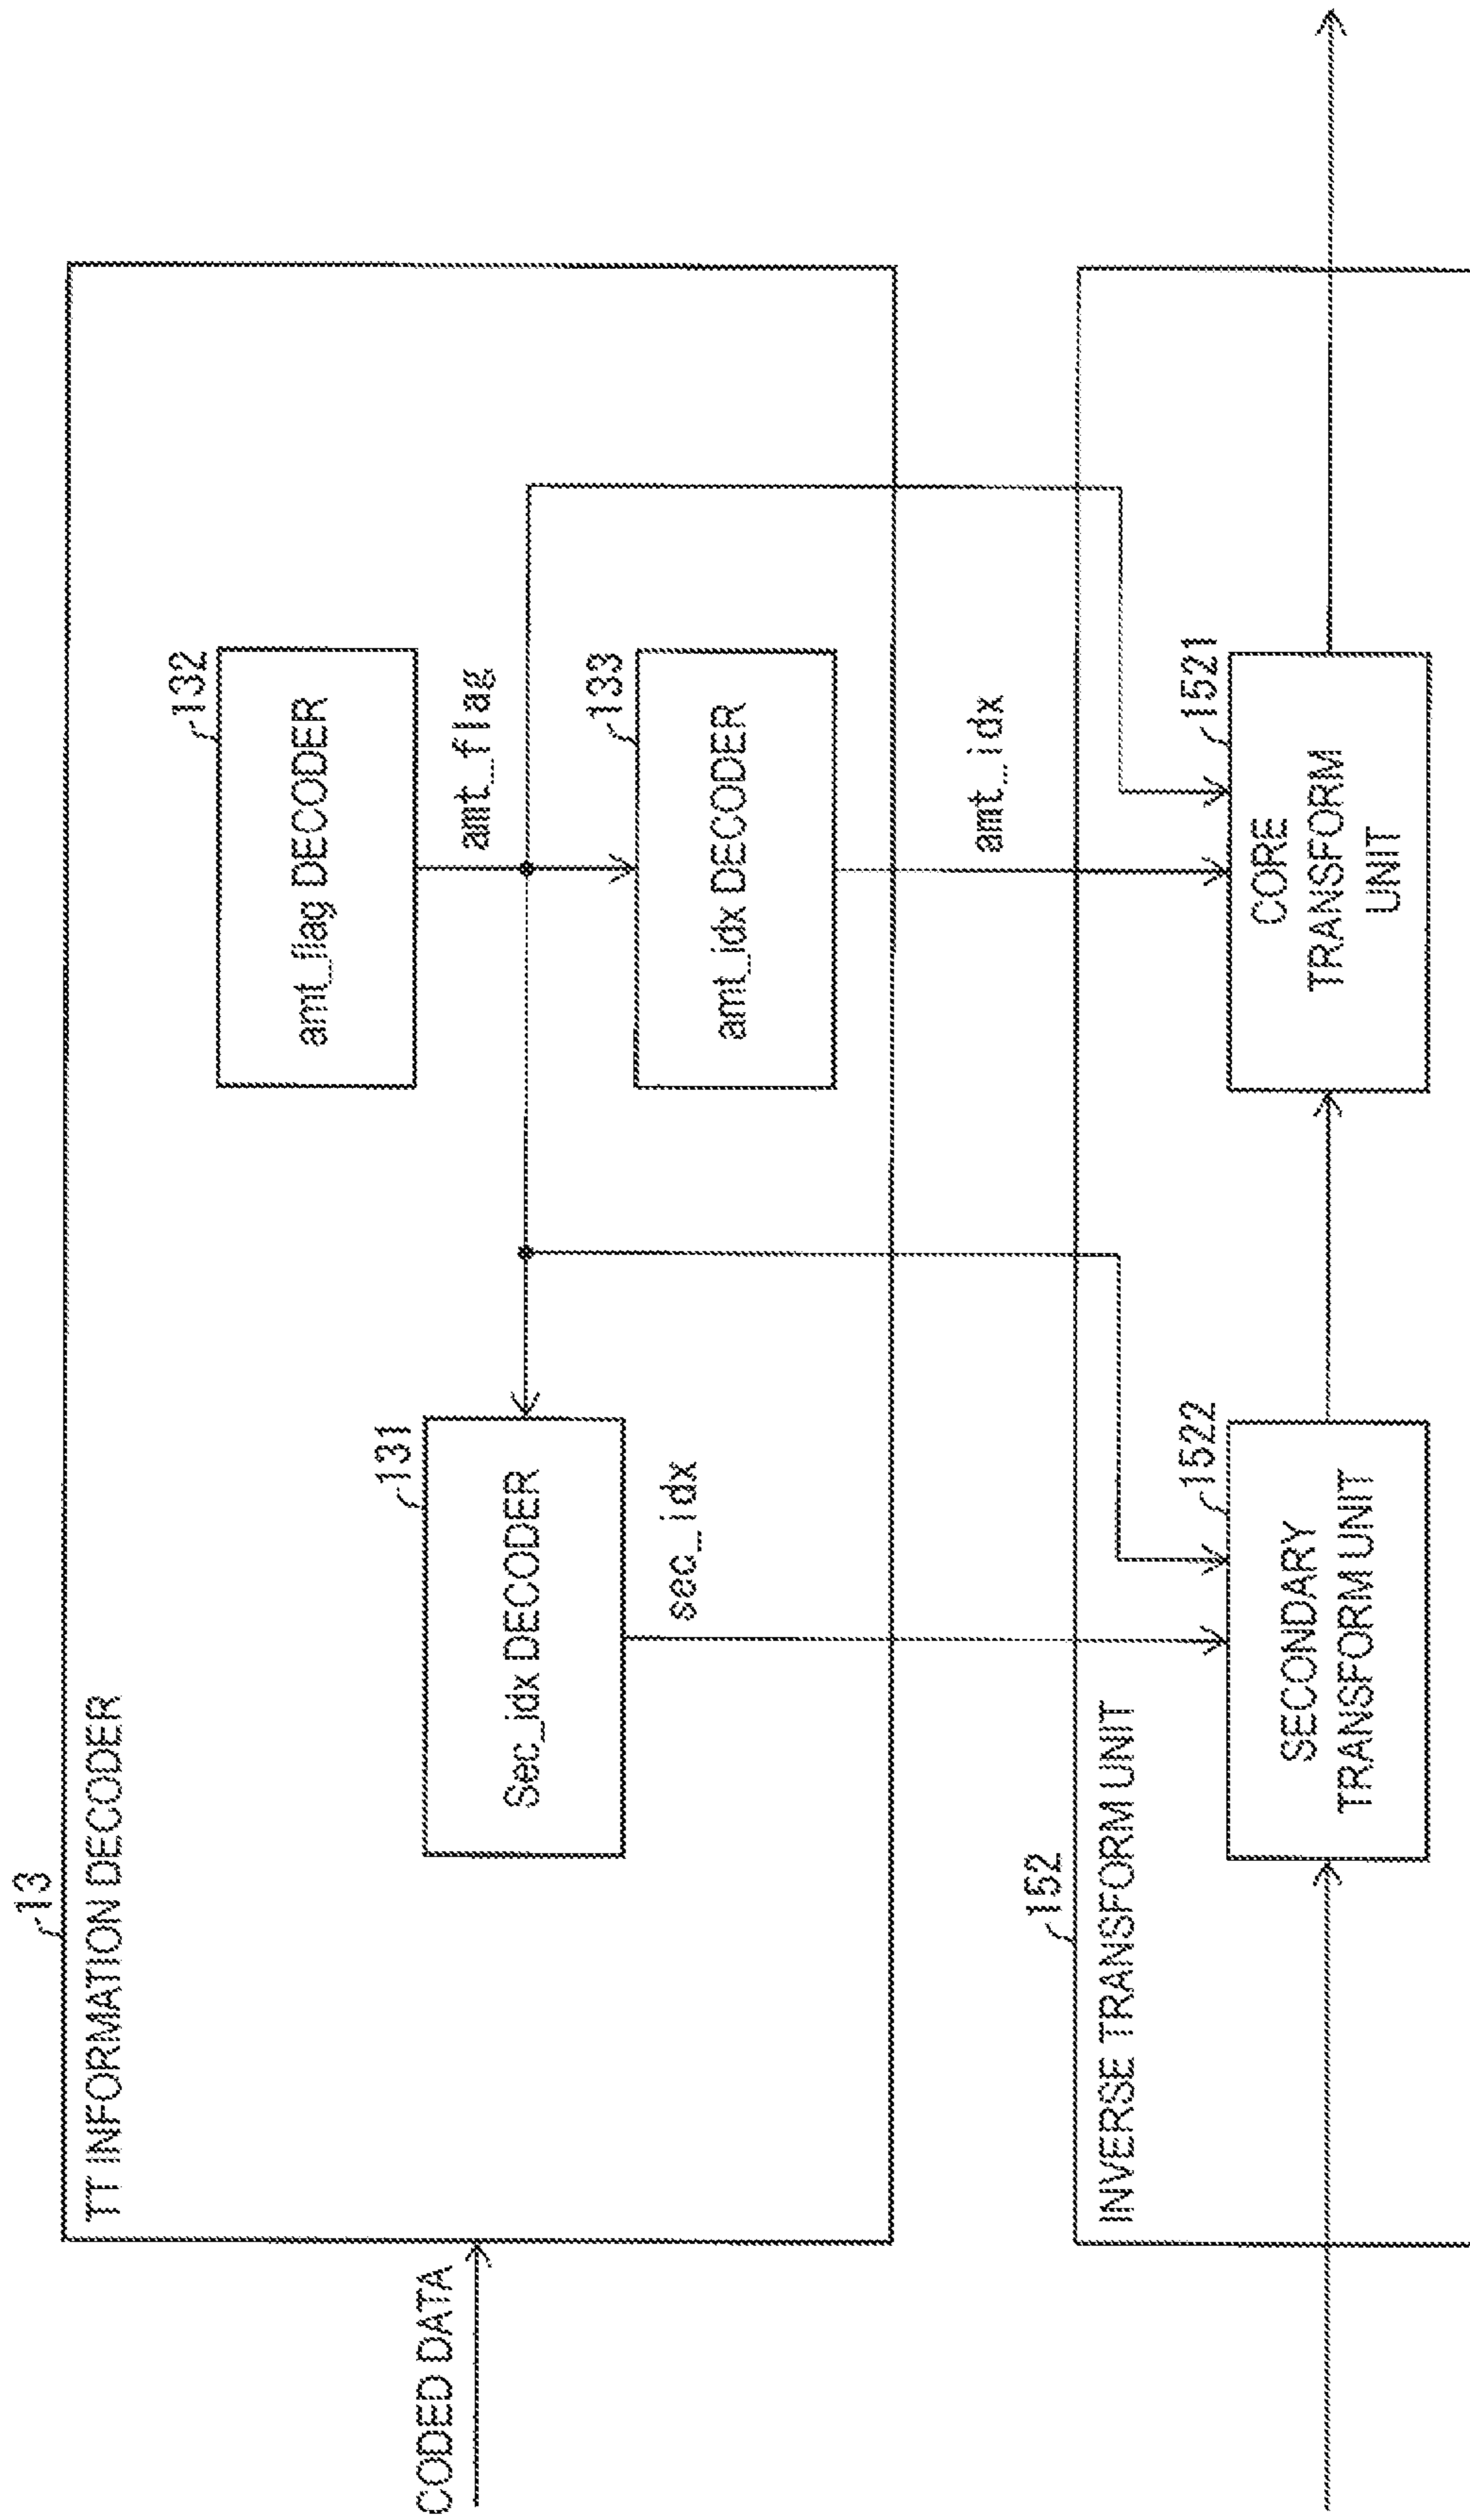 13
TT INFORMATION DECODER
CODED DATA
132
amt_flag DECODER
amt_flag
131
Sec_idx DECODER
sec_idx
133
amt_idx DECODER
amt_idx
152
INVERSE TRANSFORM UNIT
1522
SECONDARY
TRANSFORM UNIT
1521
CORE
TRANSFORM
UNIT